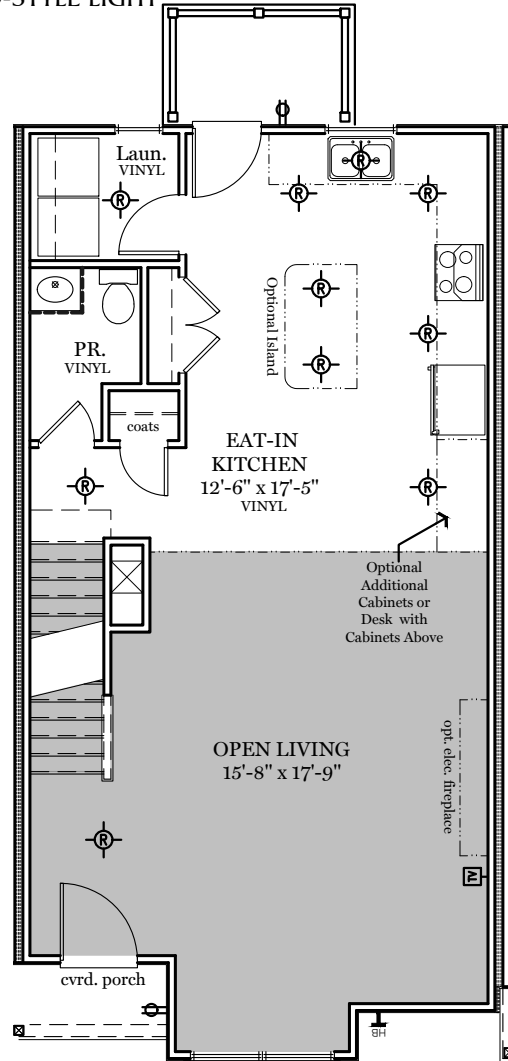 -STYLE LIGHT
Laun.
VINYL
R
R
R
R
R
Optional Island
PR.
VINYL
R
R
coats
EAT-IN
KITCHEN
12'-6" x 17'-5"
VINYL
R
R
Optional
Additional
Cabinets or
Desk with
Cabinets Above
OPEN LIVING
15'-8" x 17'-9"
opt. elec. fireplace
R
TV
cvrd. porch
HB